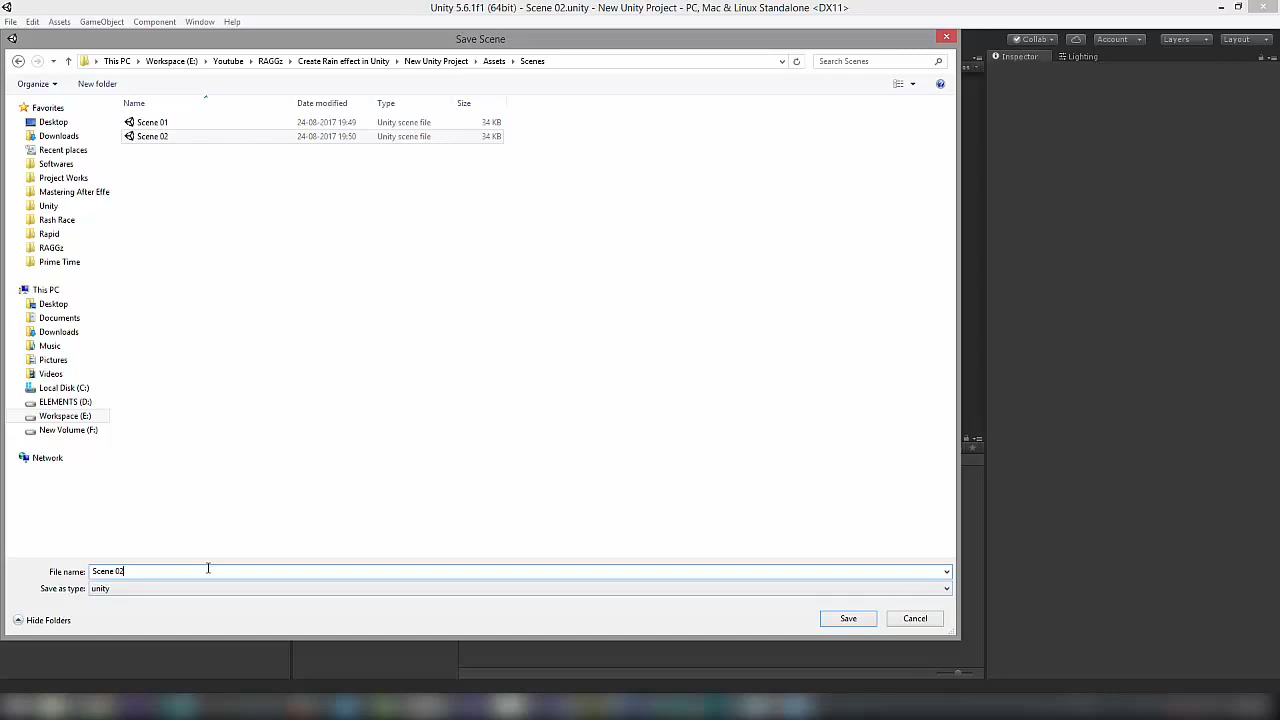 Unity 5.6.1f1 (64bit) - Scene 02.unity - New Unity Project - PC, Mac & Linux Standalone <DX11>
File Edit Assets GameObject Component Window Help
Save Scene
Collab Account Layers Layout
This PC Workspace (E:) Youtube RAGGz Create Rain effect in Unity New Unity Project Assets Scenes
Search Scenes
Inspector Lighting
Organize New folder
Name Date modified Type Size
Scene 01 24-08-2017 19:49 Unity scene file 34 KB
Scene 02 24-08-2017 19:50 Unity scene file 34 KB
Favorites
Desktop
Downloads
Recent places
Softwares
Project Works
Mastering After Effe
Unity
Rash Race
Rapid
RAGGz
Prime Time
This PC
Desktop
Documents
Downloads
Music
Pictures
Videos
Local Disk (C:)
ELEMENTS (D:)
Workspace (E:)
New Volume (F:)
Network
File name: Scene 02
Save as type: unity
Hide Folders
Save Cancel